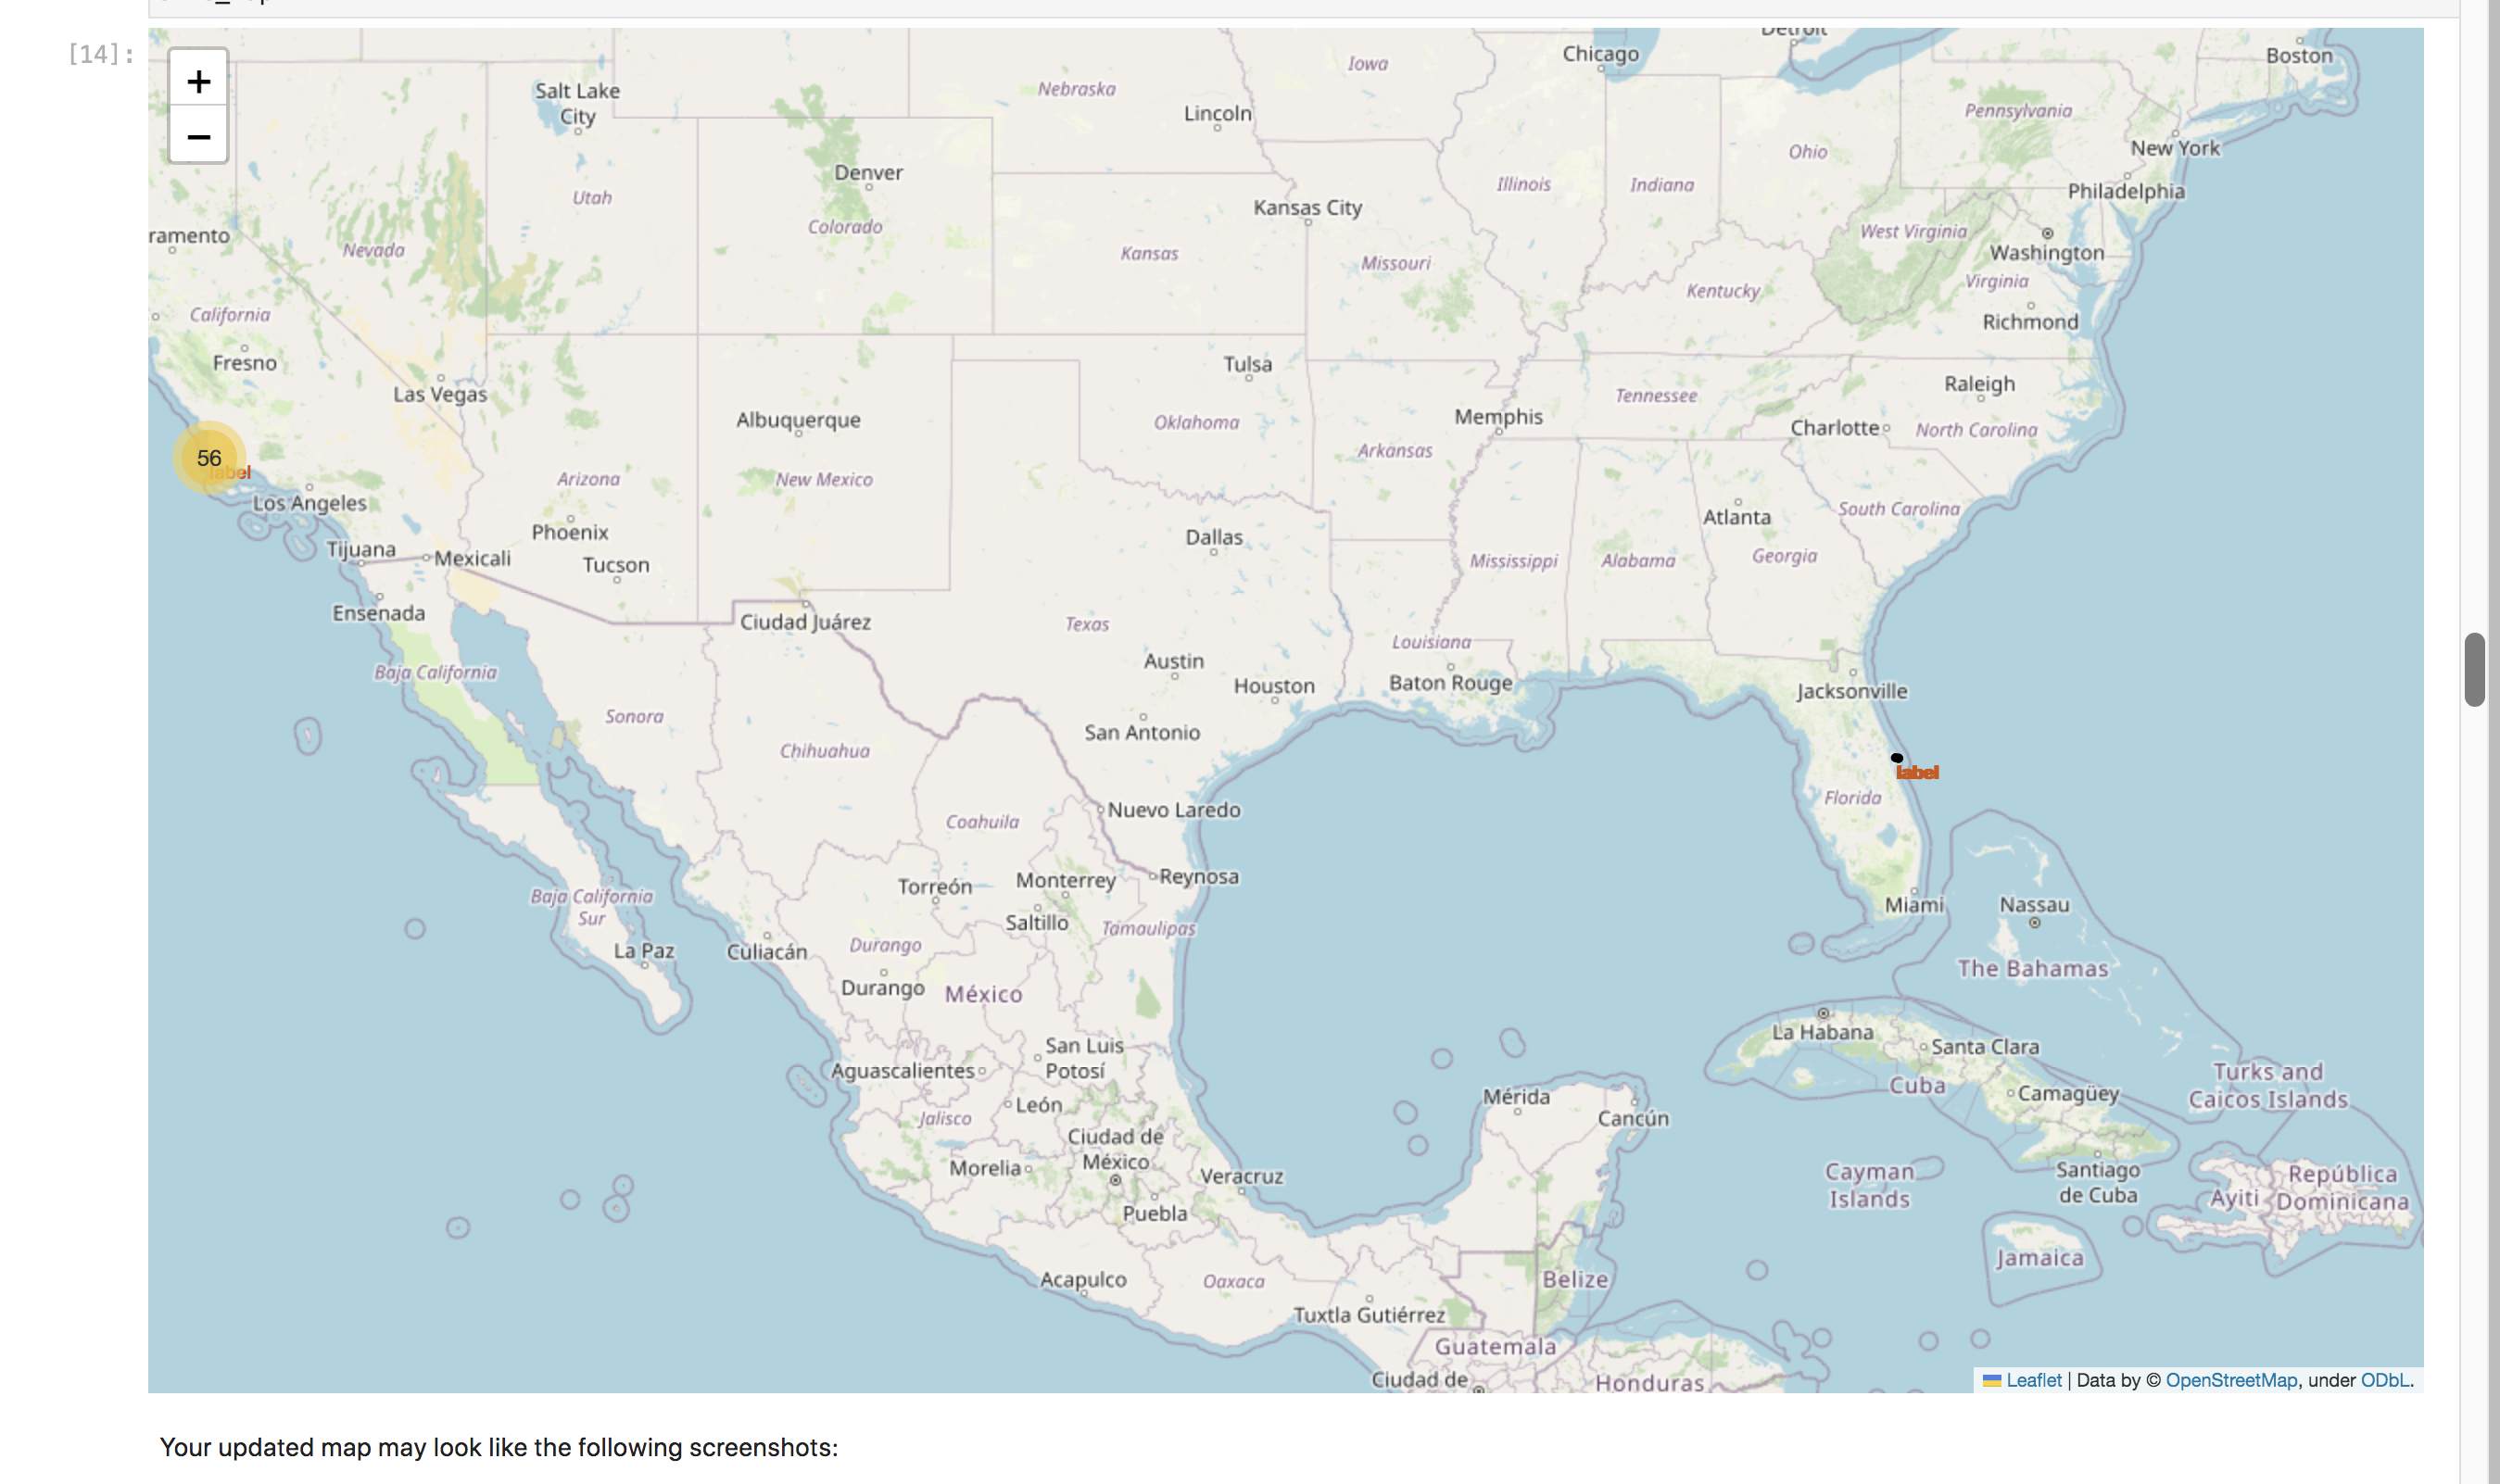 [14]:
+
−
Detroit
Chicago
Boston
Iowa
Salt Lake
City
Nebraska
Lincoln
Pennsylvania
New York
Ohio
Denver
Philadelphia
Utah
Illinois
Indiana
Kansas City
Colorado
ramento
West Virginia
Nevada
Kansas
Missouri
Washington
Virginia
Kentucky
California
Richmond
Fresno
Tulsa
Las Vegas
Raleigh
Tennessee
Albuquerque
Oklahoma
Memphis
Charlotte
North Carolina
Arkansas
56
label
Arizona
New Mexico
Los Angeles
South Carolina
Atlanta
Phoenix
Dallas
Tijuana
Mexicali
Mississippi
Alabama
Georgia
Tucson
Ensenada
Ciudad Juárez
Texas
Louisiana
Austin
Baja California
Houston
Baton Rouge
Jacksonville
Sonora
San Antonio
Chihuahua
label
Florida
Nuevo Laredo
Coahuila
Torreón
Monterrey
Reynosa
Baja California
Sur
Miami
Nassau
Saltillo
Tamaulipas
La Paz
Culiacán
Durango
The Bahamas
Durango
México
La Habana
San Luis
Potosí
Santa Clara
Aguascalientes
Turks and
Caicos Islands
Cuba
Camagüey
Mérida
León
Jalisco
Cancún
Ciudad de
México
Morelia
Veracruz
Cayman
Islands
Santiago
de Cuba
República
Dominicana
Ayiti
Puebla
Jamaica
Acapulco
Oaxaca
Belize
Tuxtla Gutiérrez
Guatemala
Ciudad de
Honduras
Leaflet | Data by © OpenStreetMap, under ODbL.
Your updated map may look like the following screenshots: